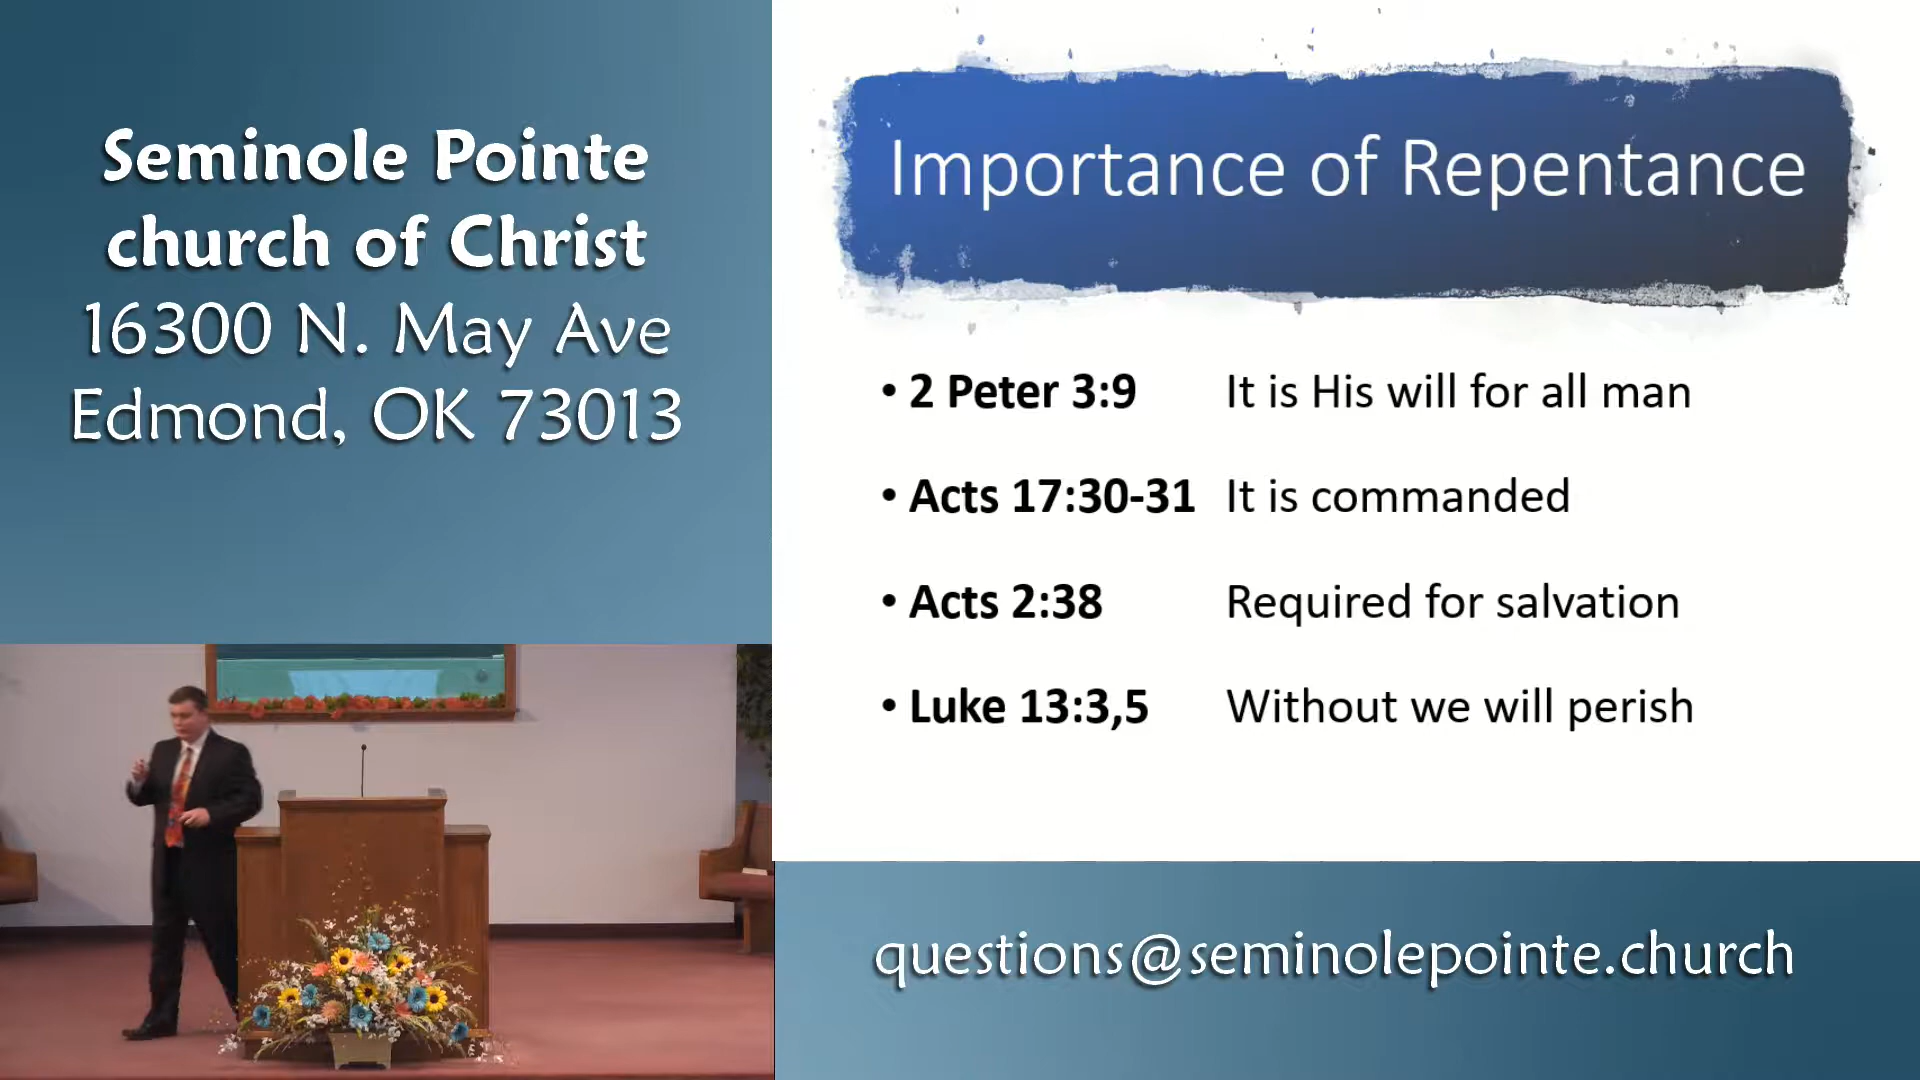 Seminole Pointe
church of Christ
16300 N. May Ave
Edmond, OK 73013
Importance of Repentance
• 2 Peter 3:9 It is His will for all man
• Acts 17:30-31 It is commanded
• Acts 2:38 Required for salvation
• Luke 13:3,5 Without we will perish
questions@seminolepointe.church